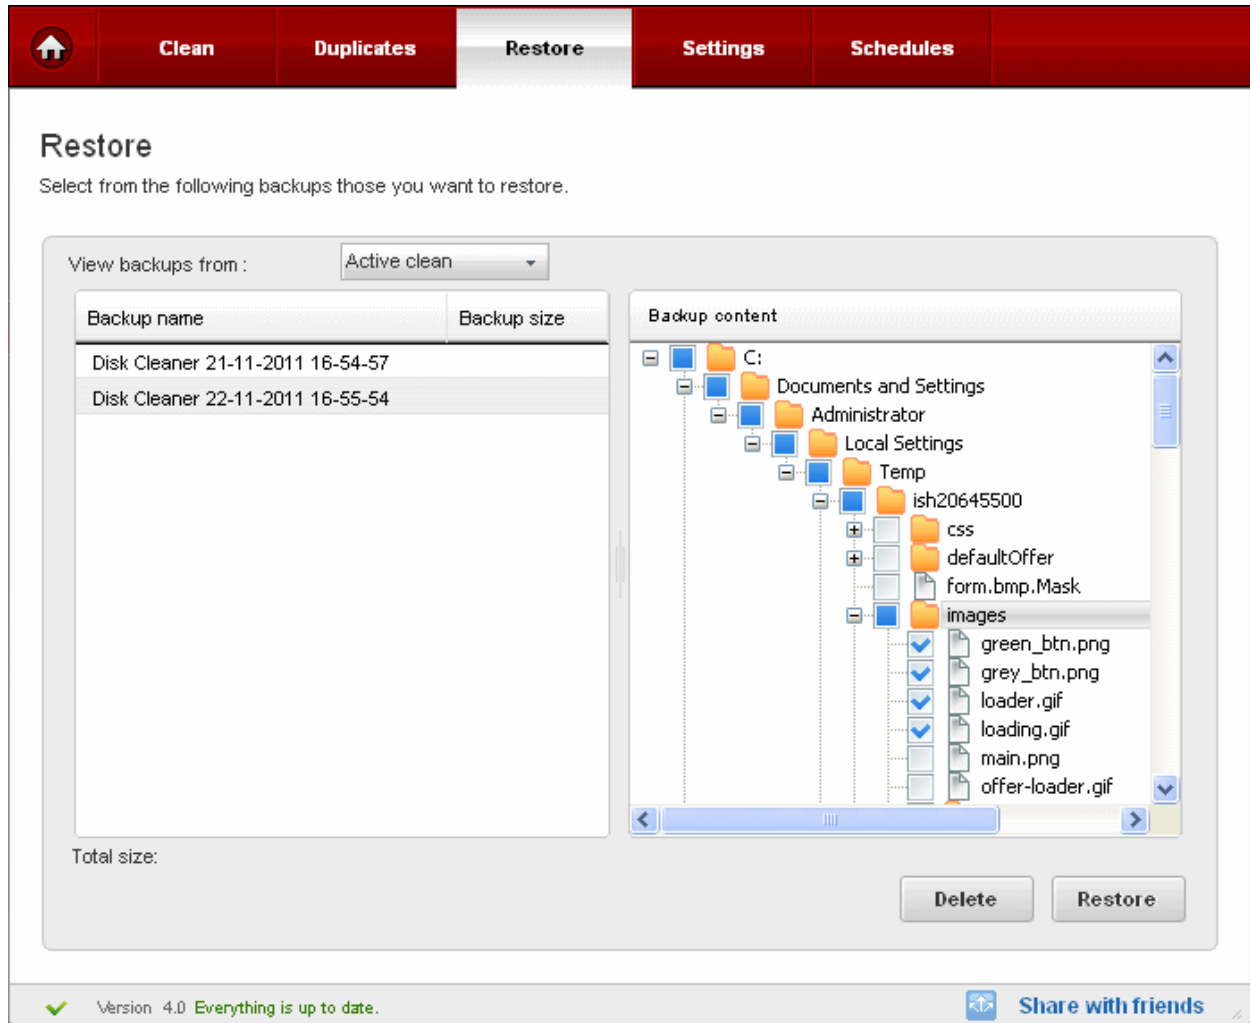 Clean Duplicates Restore Settings Schedules
Restore
Select from the following backups those you want to restore.
View backups from : Active clean
Backup name Backup size
Disk Cleaner 21-11-2011 16-54-57
Disk Cleaner 22-11-2011 16-55-54
Backup content
C:
Documents and Settings
Administrator
Local Settings
Temp
ish20645500
css
defaultOffer
form.bmp.Mask
images
green_btn.png
grey_btn.png
loader.gif
loading.gif
main.png
offer-loader.gif
Total size:
Delete Restore
Version 4.0 Everything is up to date. Share with friends